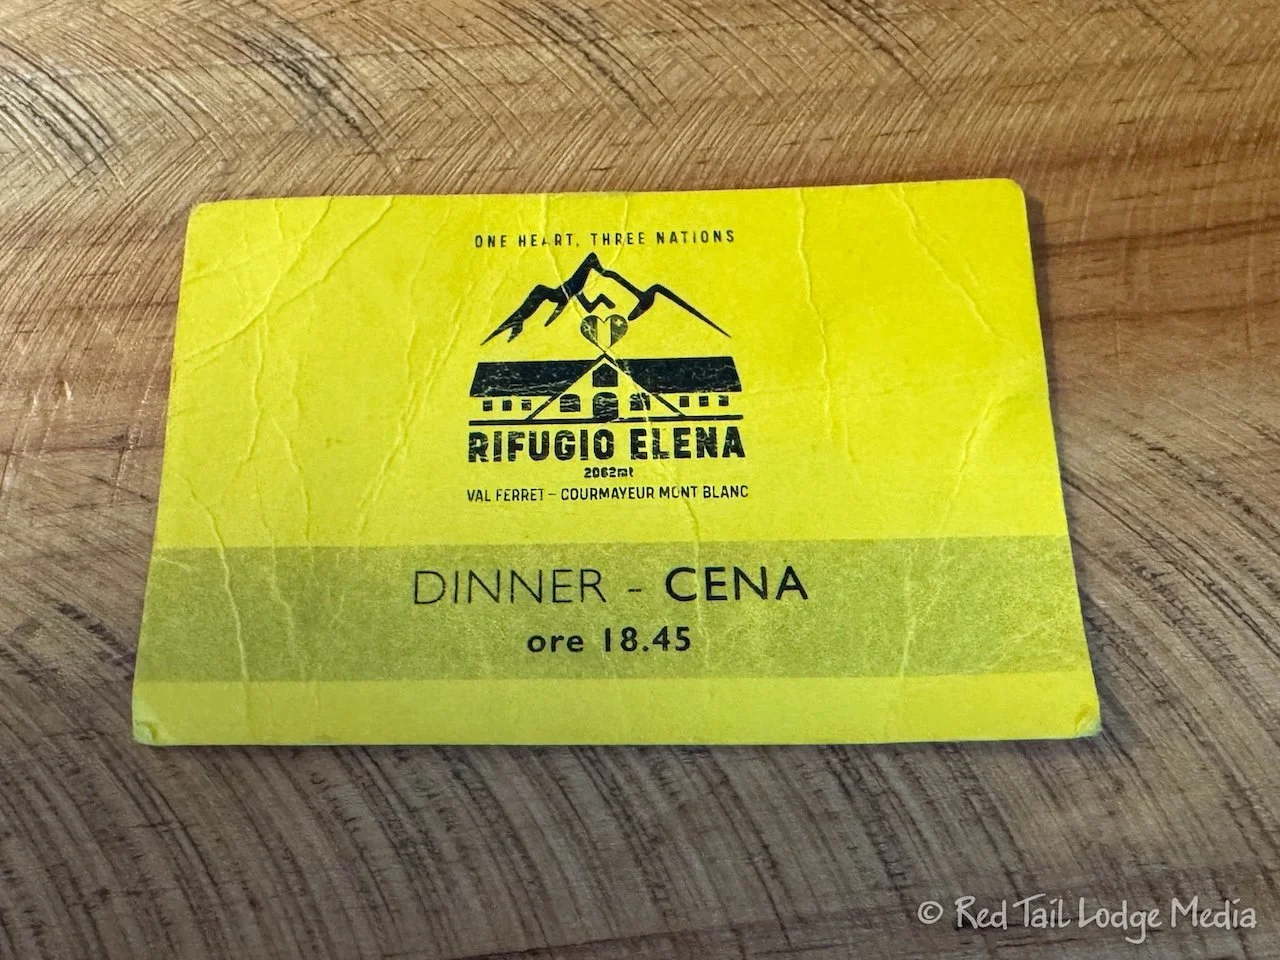 ONE HEART, THREE NATIONS
RIFUGIO ELENA
2062mt
VAL FERRET – COURMAYEUR MONT BLANC
DINNER - CENA
ore 18.45
© Red Tail Lodge Media